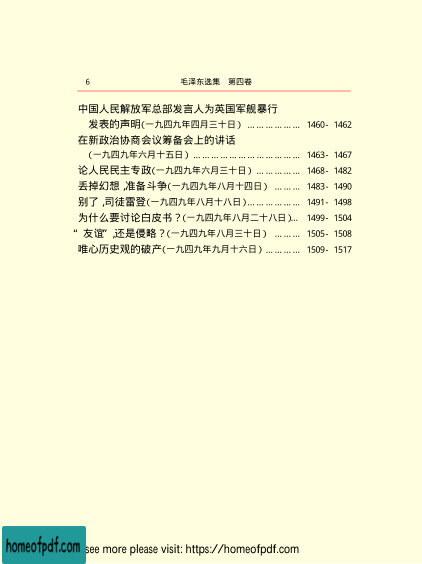 6 毛泽东选集 第四卷
中国人民解放军总部发言人为英国军舰暴行
发表的声明(一九四九年四月三十日) ……………… 1460- 1462
在新政治协商会议筹备会上的讲话
(一九四九年六月十五日) ……………………………… 1463- 1467
论人民民主专政(一九四九年六月三十日) …………… 1468- 1482
丢掉幻想 ,准备斗争(一九四九年八月十四日) ……… 1483- 1490
别了 ,司徒雷登(一九四九年八月十八日)……………… 1491- 1498
为什么要讨论白皮书 ? (一九四九年八月二十八日)… 1499- 1504
“ 友谊” ,还是侵略 ? (一九四九年八月三十日) ……… 1505- 1508
唯心历史观的破产(一九四九年九月十六日) ………… 1509- 1517
homeofpdf.com see more please visit: https://homeofpdf.com